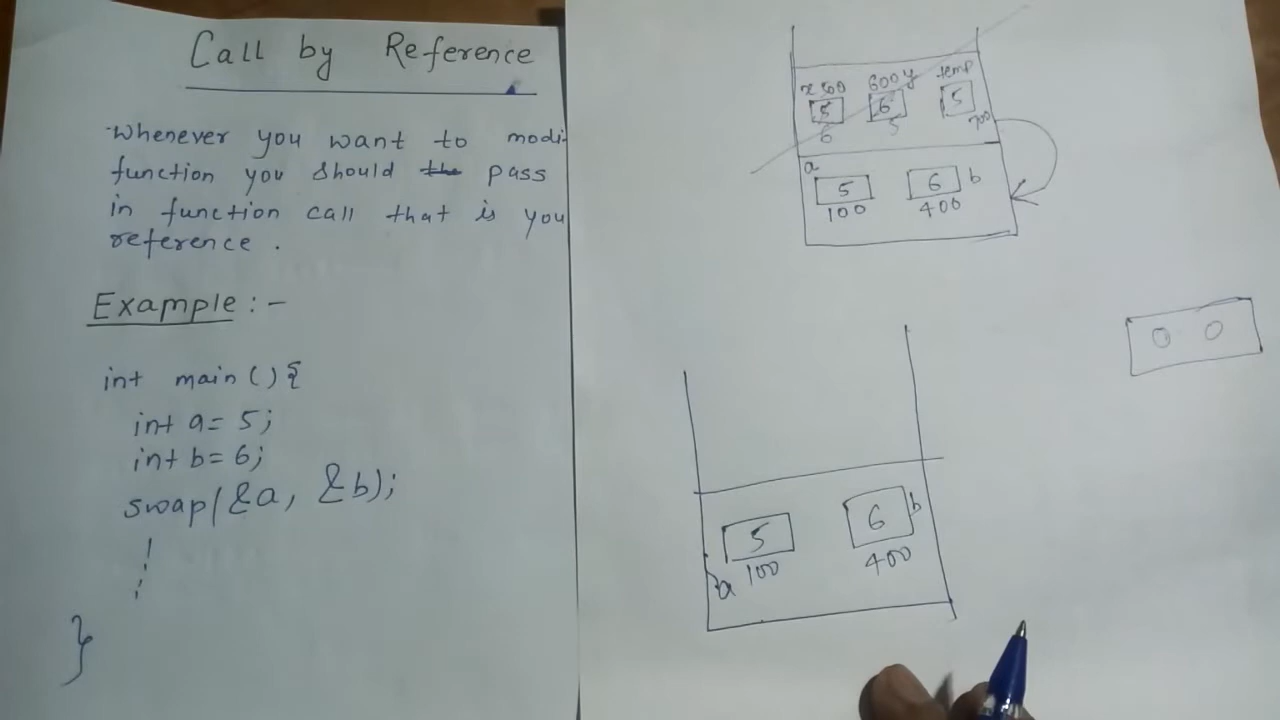 Call by Reference
Whenever you want to modi
function you should the pass
in function call that is you
reference .
Example :-
int main () {
int a = 5;
int b = 6;
swap(&a, &b);
}
x 500 600 y temp
5 6 5
6 5 700
a
5 6 b
100 400
0 0
5 6 b
a 100 400